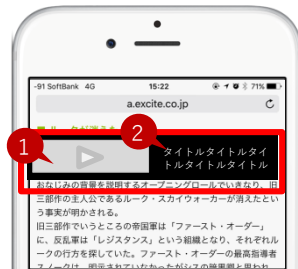 -91 SoftBank 4G 15:22 71%
a.excite.co.jp
1
2
タイトルタイトルタイ
トルタイトルタイトル
おなじみの背景を説明するオープニングロールでいきなり、旧
三部作の主人公であるルーク・スカイウォーカーが消えたとい
う事実が明かされる。
旧三部作でいうところの帝国軍は「ファースト・オーダー」
に、反乱軍は「レジスタンス」という組織となり、それぞれル
ークの行方を探していた。ファースト・オーダーの最高指導者